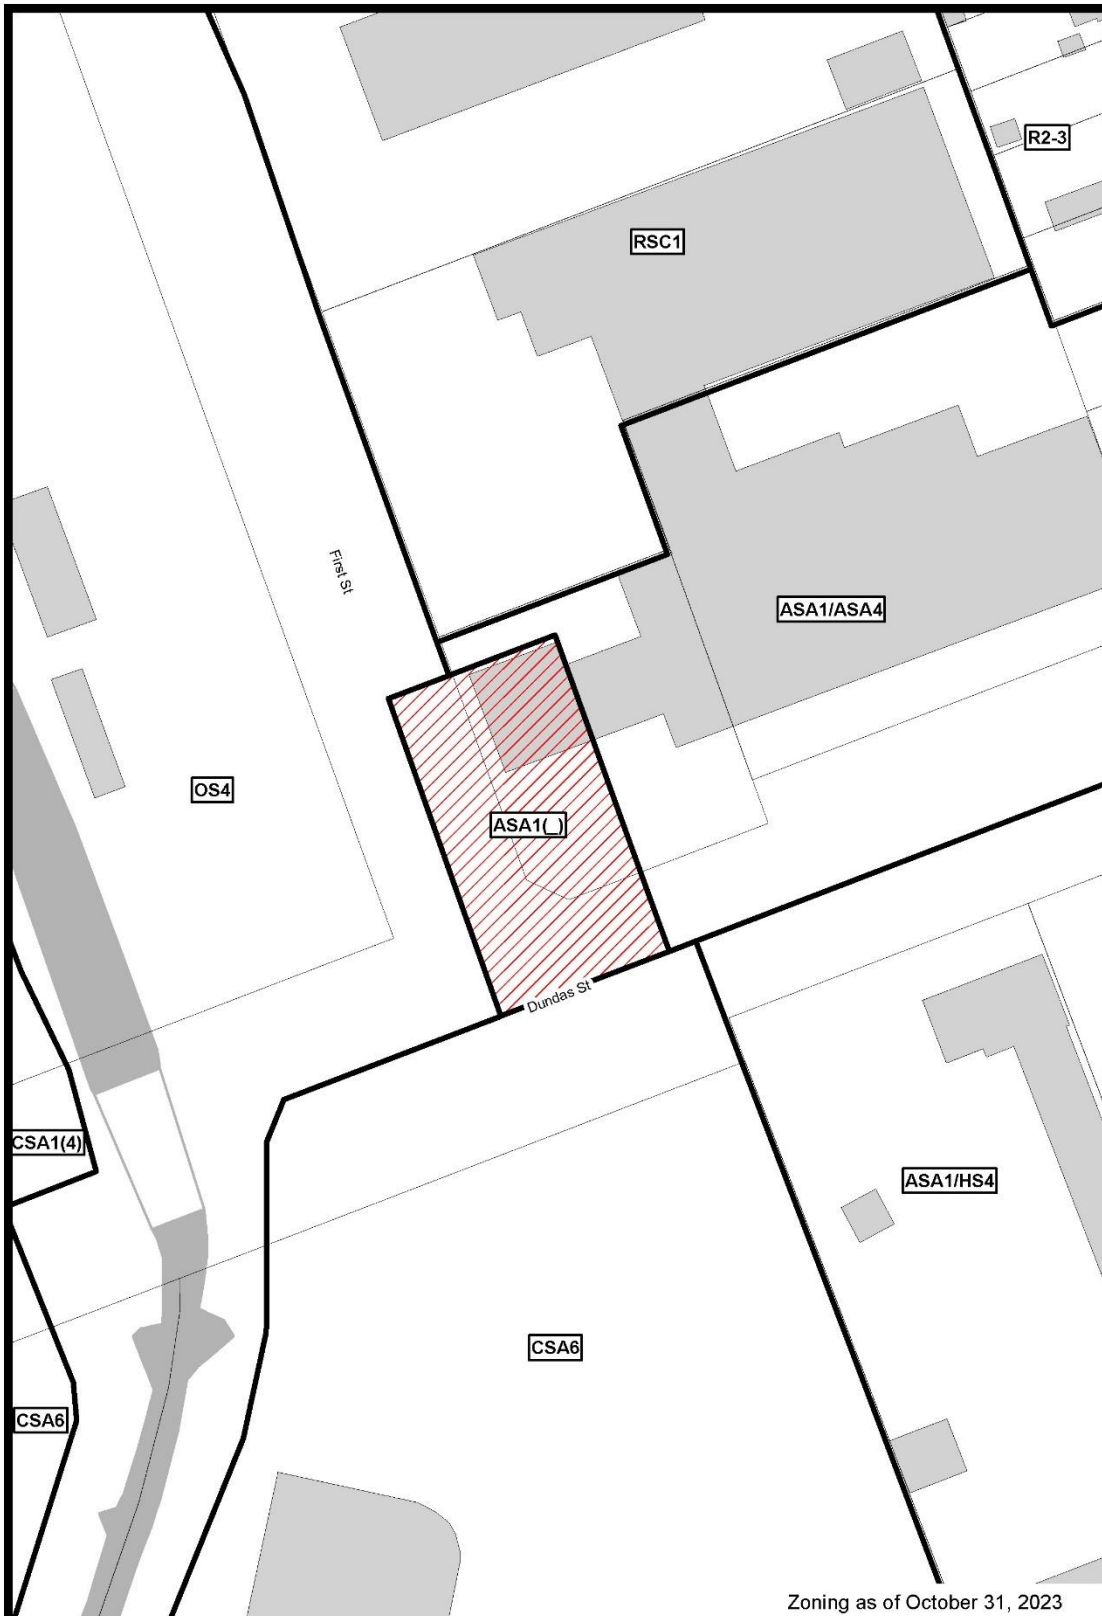 R2-3
RSC1
First St
ASA1/ASA4
OS4
ASA1(_)
Dundas St
CSA1(4)
ASA1/HS4
CSA6
CSA6
Zoning as of October 31, 2023